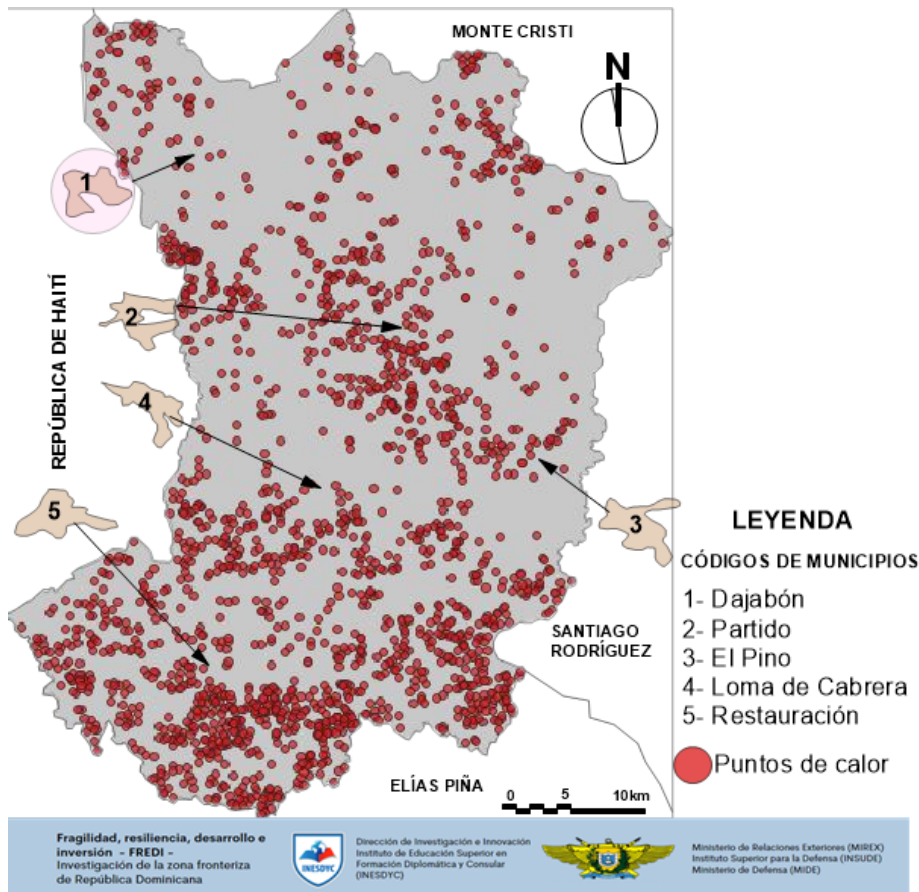 MONTE CRISTI
N
1
REPÚBLICA DE HAITÍ
2
4
5
3
LEYENDA
CÓDIGOS DE MUNICIPIOS
1- Dajabón
2- Partido
3- El Pino
4- Loma de Cabrera
5- Restauración
Puntos de calor
SANTIAGO
RODRÍGUEZ
ELÍAS PIÑA
0 5 10km
Fragilidad, resiliencia, desarrollo e
inversión - FREDI -
Investigación de la zona fronteriza
de República Dominicana
INESDYC
Dirección de Investigación e Innovación
Instituto de Educación Superior en
Formación Diplomática y Consular
(INESDYC)
Ministerio de Relaciones Exteriores (MIREX)
Instituto Superior para la Defensa (INSUDE)
Ministerio de Defensa (MIDE)